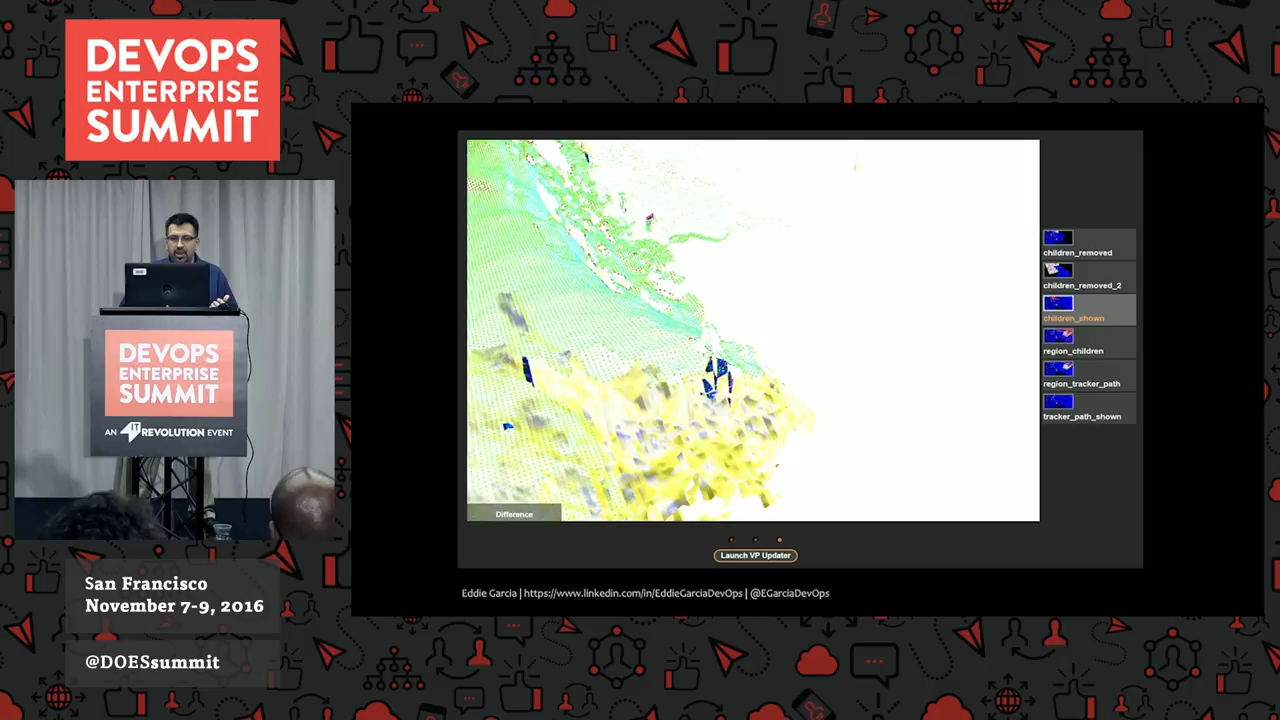 DEVOPS
ENTERPRISE
SUMMIT
DEVOPS
ENTERPRISE
SUMMIT
AN IT REVOLUTION EVENT
San Francisco
November 7-9, 2016
@DOESsummit
children_removed
children_removed_2
children_shown
region_children
region_tracker_path
tracker_path_shown
Difference
Launch VP Updater
Eddie Garcia | https://www.linkedin.com/in/EddieGarciaDevOps | @EGarciaDevOps